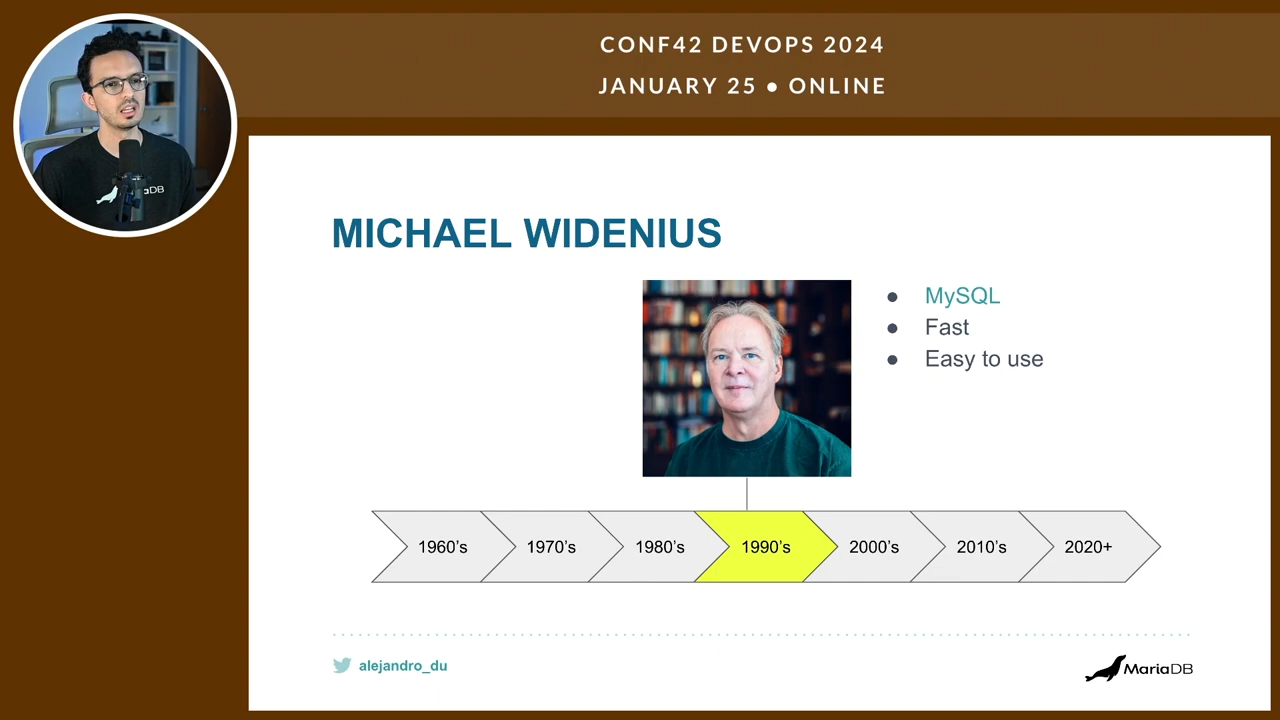 CONF42 DEVOPS 2024
JANUARY 25 ● ONLINE
MICHAEL WIDENIUS
● MySQL
● Fast
● Easy to use
1960's
1970's
1980's
1990's
2000's
2010's
2020+
alejandro_du
MariaDB